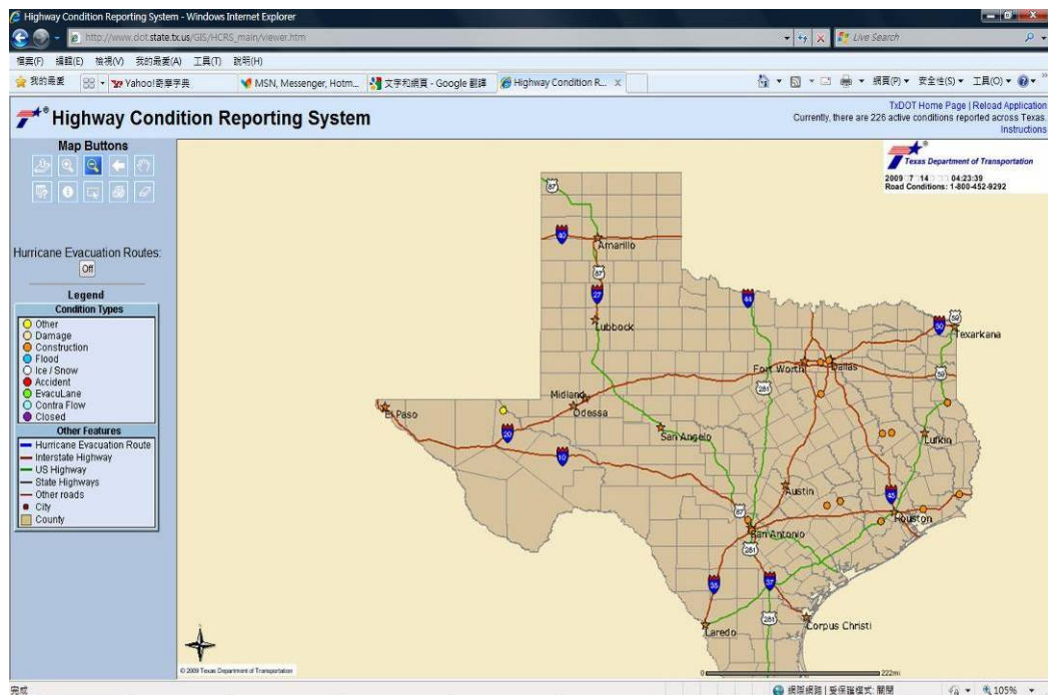 Highway Condition Reporting System - Windows Internet Explorer
http://www.dot.state.tx.us/GIS/HCRS_main/viewer.htm
Live Search
檔案(F) 編輯(E) 檢視(V) 我的最愛(A) 工具(T) 說明(H)
我的最愛 Yahoo!奇摩字典 MSN, Messenger, Hotm... 文字和網頁 - Google 翻譯 Highway Condition R... 網頁(P) 安全性(S) 工具(O)
TxDOT Home Page | Reload Application
Highway Condition Reporting System
Currently, there are 226 active conditions reported across Texas.
Instructions
Map Buttons
Hurricane Evacuation Routes:
Off
Legend
Condition Types
Other
Damage
Construction
Flood
Ice / Snow
Accident
EvacuLane
Contra Flow
Closed
Other Features
Hurricane Evacuation Route
Interstate Highway
US Highway
State Highways
Other roads
City
County
Texas Department of Transportation
2009 7 14 04:23:39
Road Conditions: 1-800-452-9292
87
40
Amarillo
87
27
44
Lubbock
59
30
Texarkana
Fort Worth
Dallas
59
281
Midland
Odessa
El Paso
20
San Angelo
Lufkin
10
Austin
45
Houston
87
San Antonio
281
35
37
281
Laredo
Corpus Christi
© 2009 Texas Department of Transportation
0 222mi
完成
網際網路 | 受保護模式: 關閉
105%